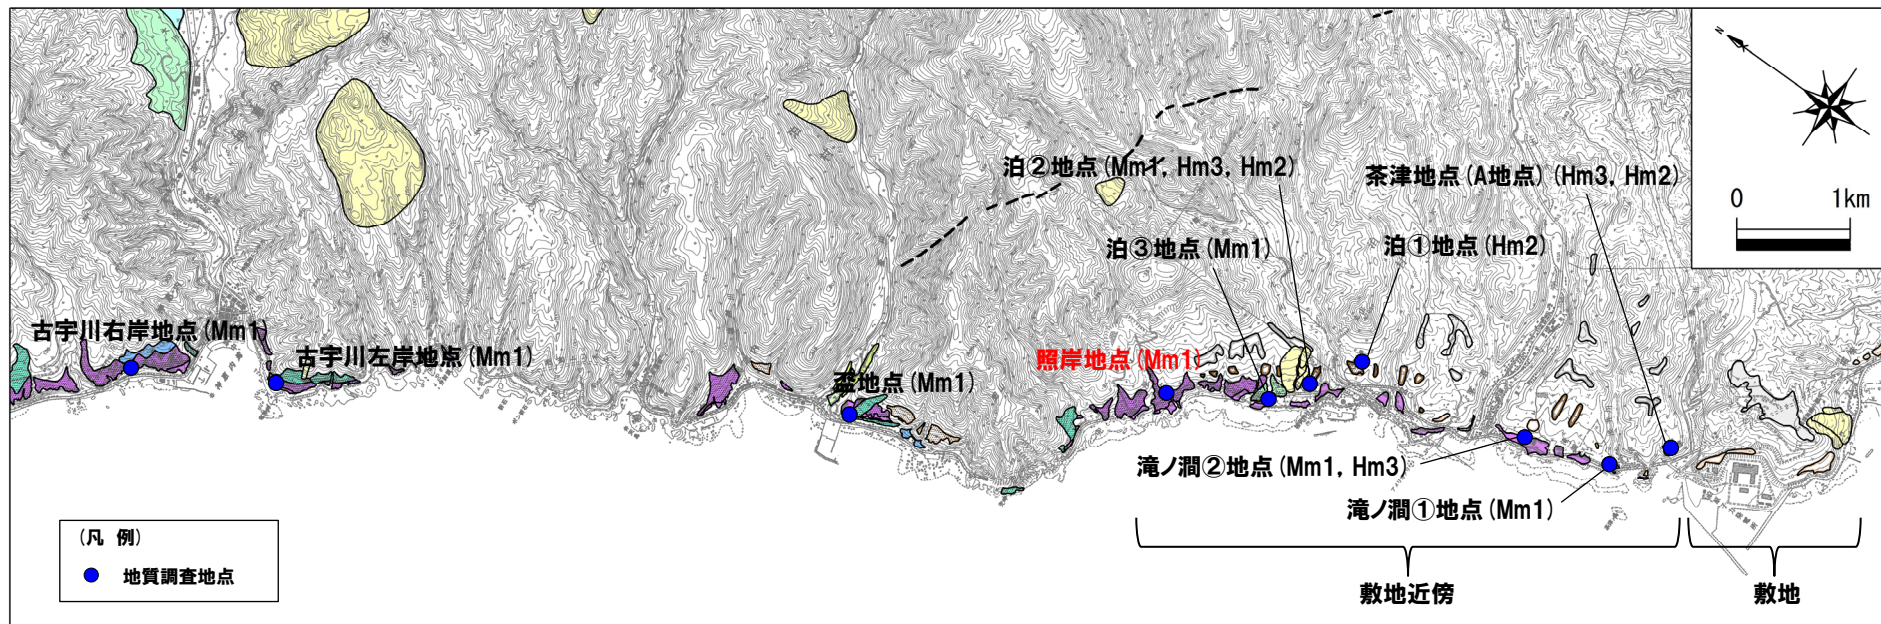 N
0 1km
泊②地点(Mm1, Hm3, Hm2)
茶津地点(A地点)(Hm3, Hm2)
泊③地点(Mm1)
泊①地点(Hm2)
古宇川右岸地点(Mm1)
古宇川左岸地点(Mm1)
照岸地点(Mm1)
盃地点(Mm1)
滝ノ澗②地点(Mm1, Hm3)
滝ノ澗①地点(Mm1)
(凡 例)
地質調査地点
敷地近傍
敷地